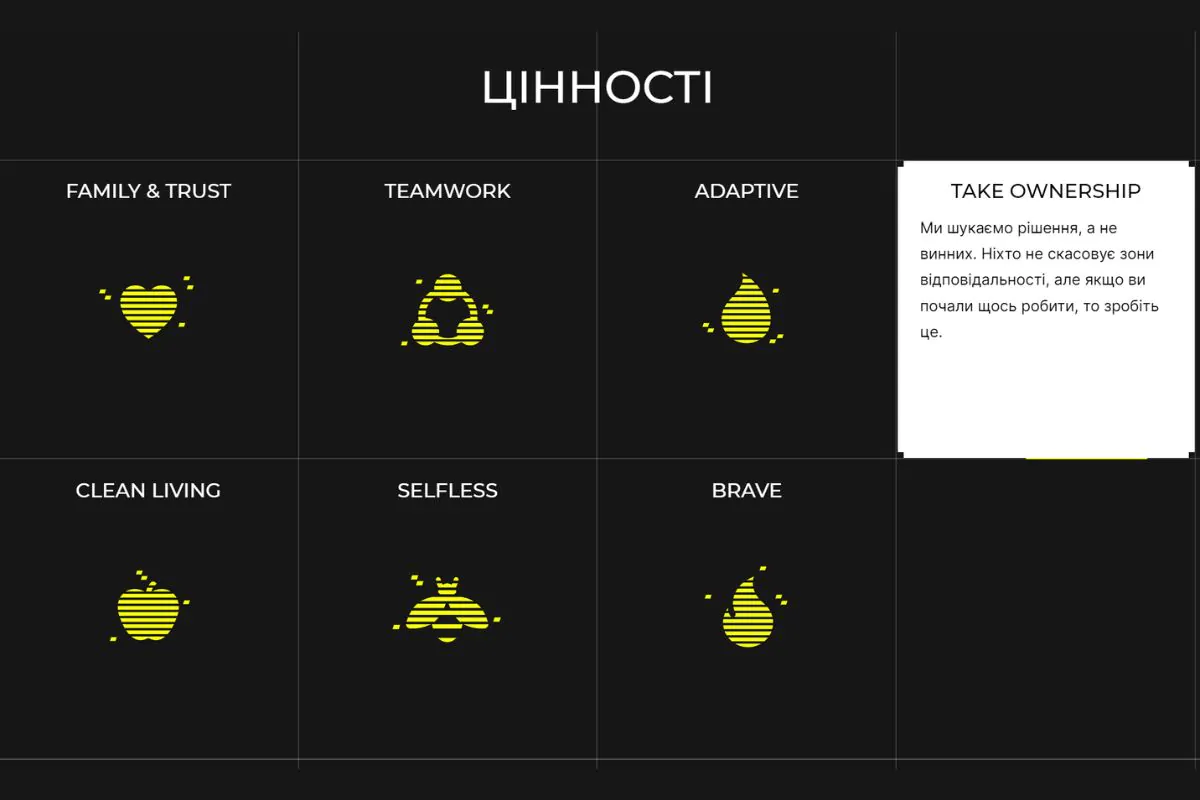 ЦІННОСТІ
FAMILY & TRUST
TEAMWORK
ADAPTIVE
TAKE OWNERSHIP
Ми шукаємо рішення, а не
винних. Ніхто не скасовує зони
відповідальності, але якщо ви
почали щось робити, то зробіть
це.
CLEAN LIVING
SELFLESS
BRAVE